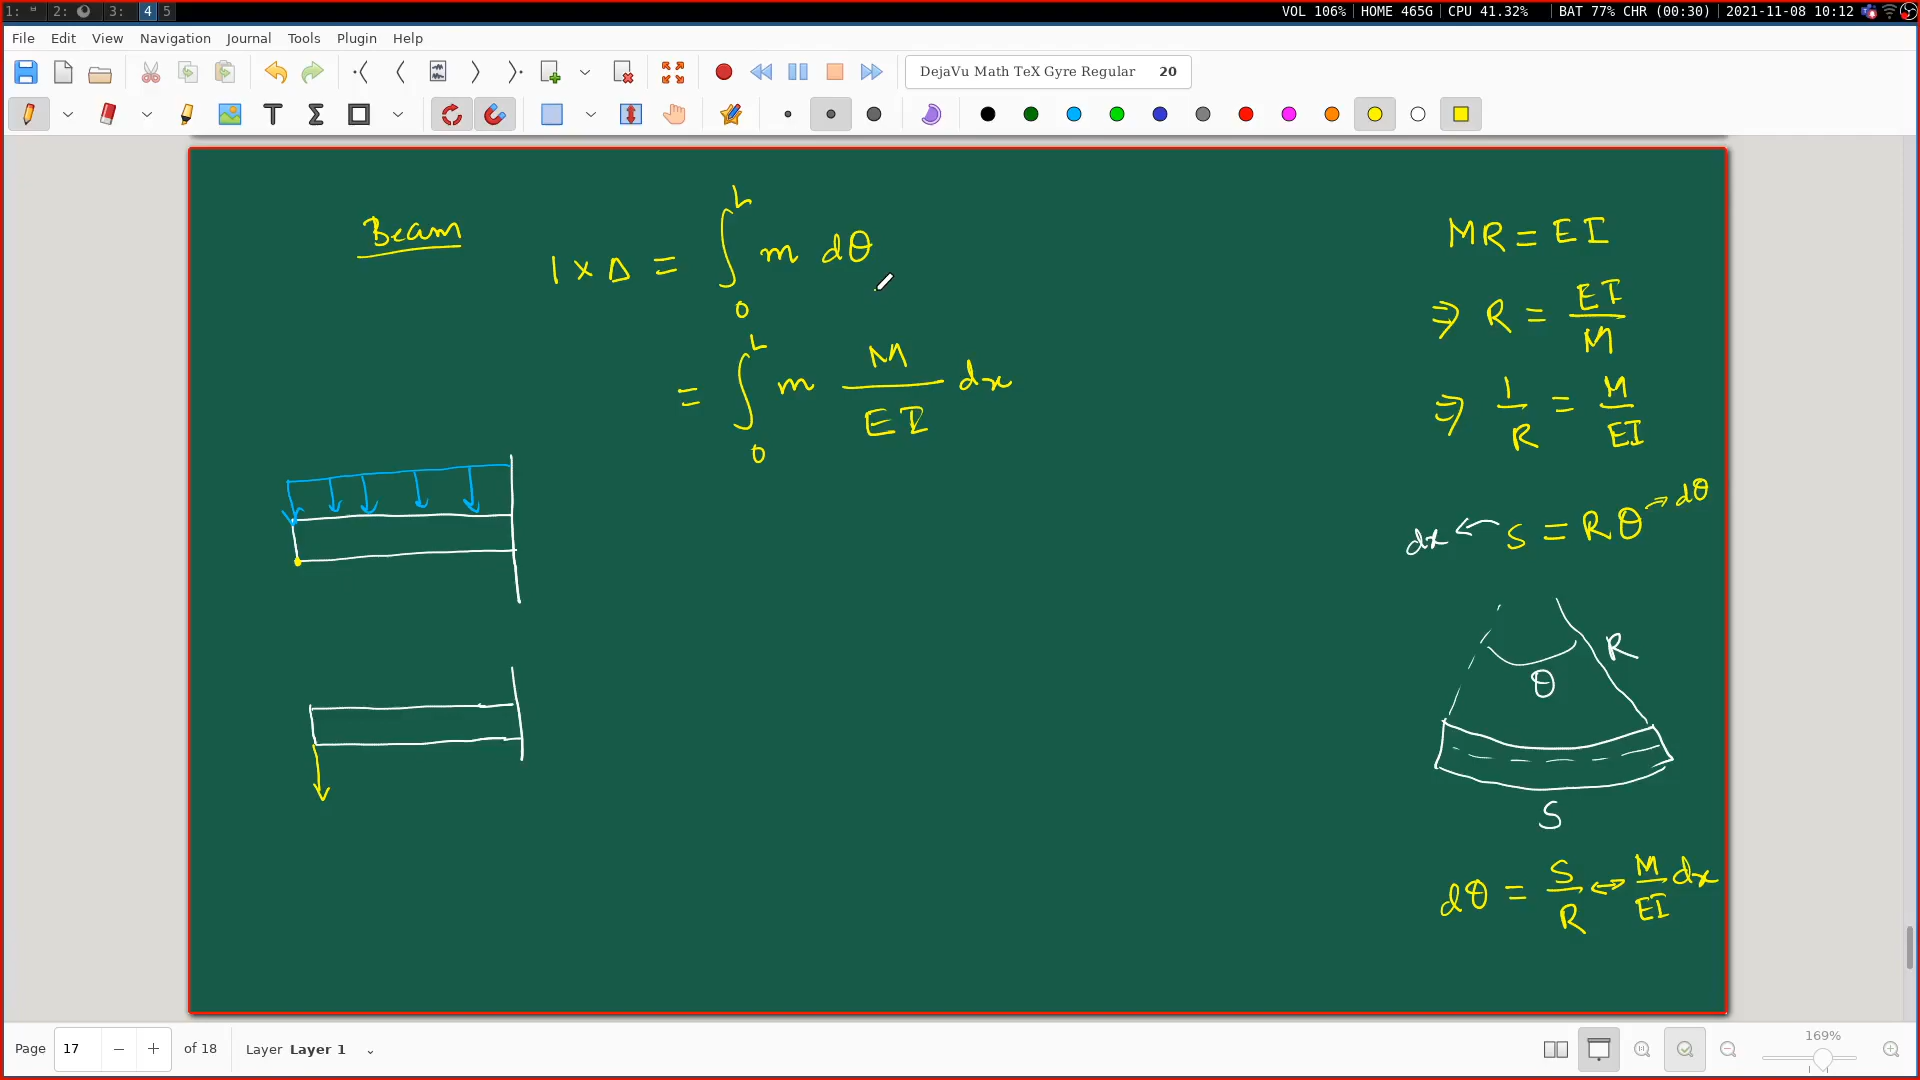 1: " 2: 3: 4 5 VOL 106% HOME 465G CPU 41.32% BAT 77% CHR (00:30) 2021-11-08 10:12
File Edit View Navigation Journal Tools Plugin Help
DejaVu Math TeX Gyre Regular 20
T Σ
Beam
1 × Δ = ∫₀ᴸ m dθ
= ∫₀ᴸ m M/EI dx
MR = EI
⇒ R = EI/M
⇒ 1/R = M/EI
dx ← s = Rθ → dθ
R
θ
S
dθ = S/R ↔ M/EI dx
Page 17 − + of 18 Layer Layer 1 169%